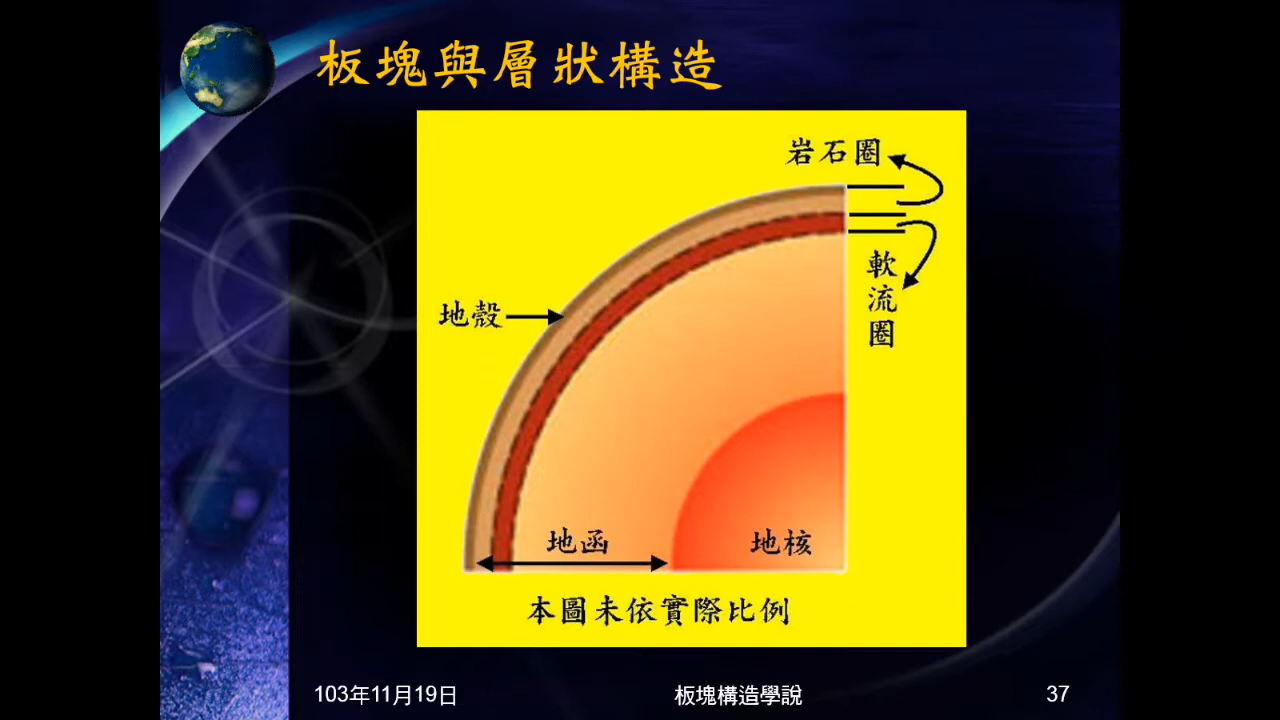 板塊與層狀構造
岩石圈
軟流圈
地殼
地函
地核
本圖未依實際比例
103年11月19日
板塊構造學說
37